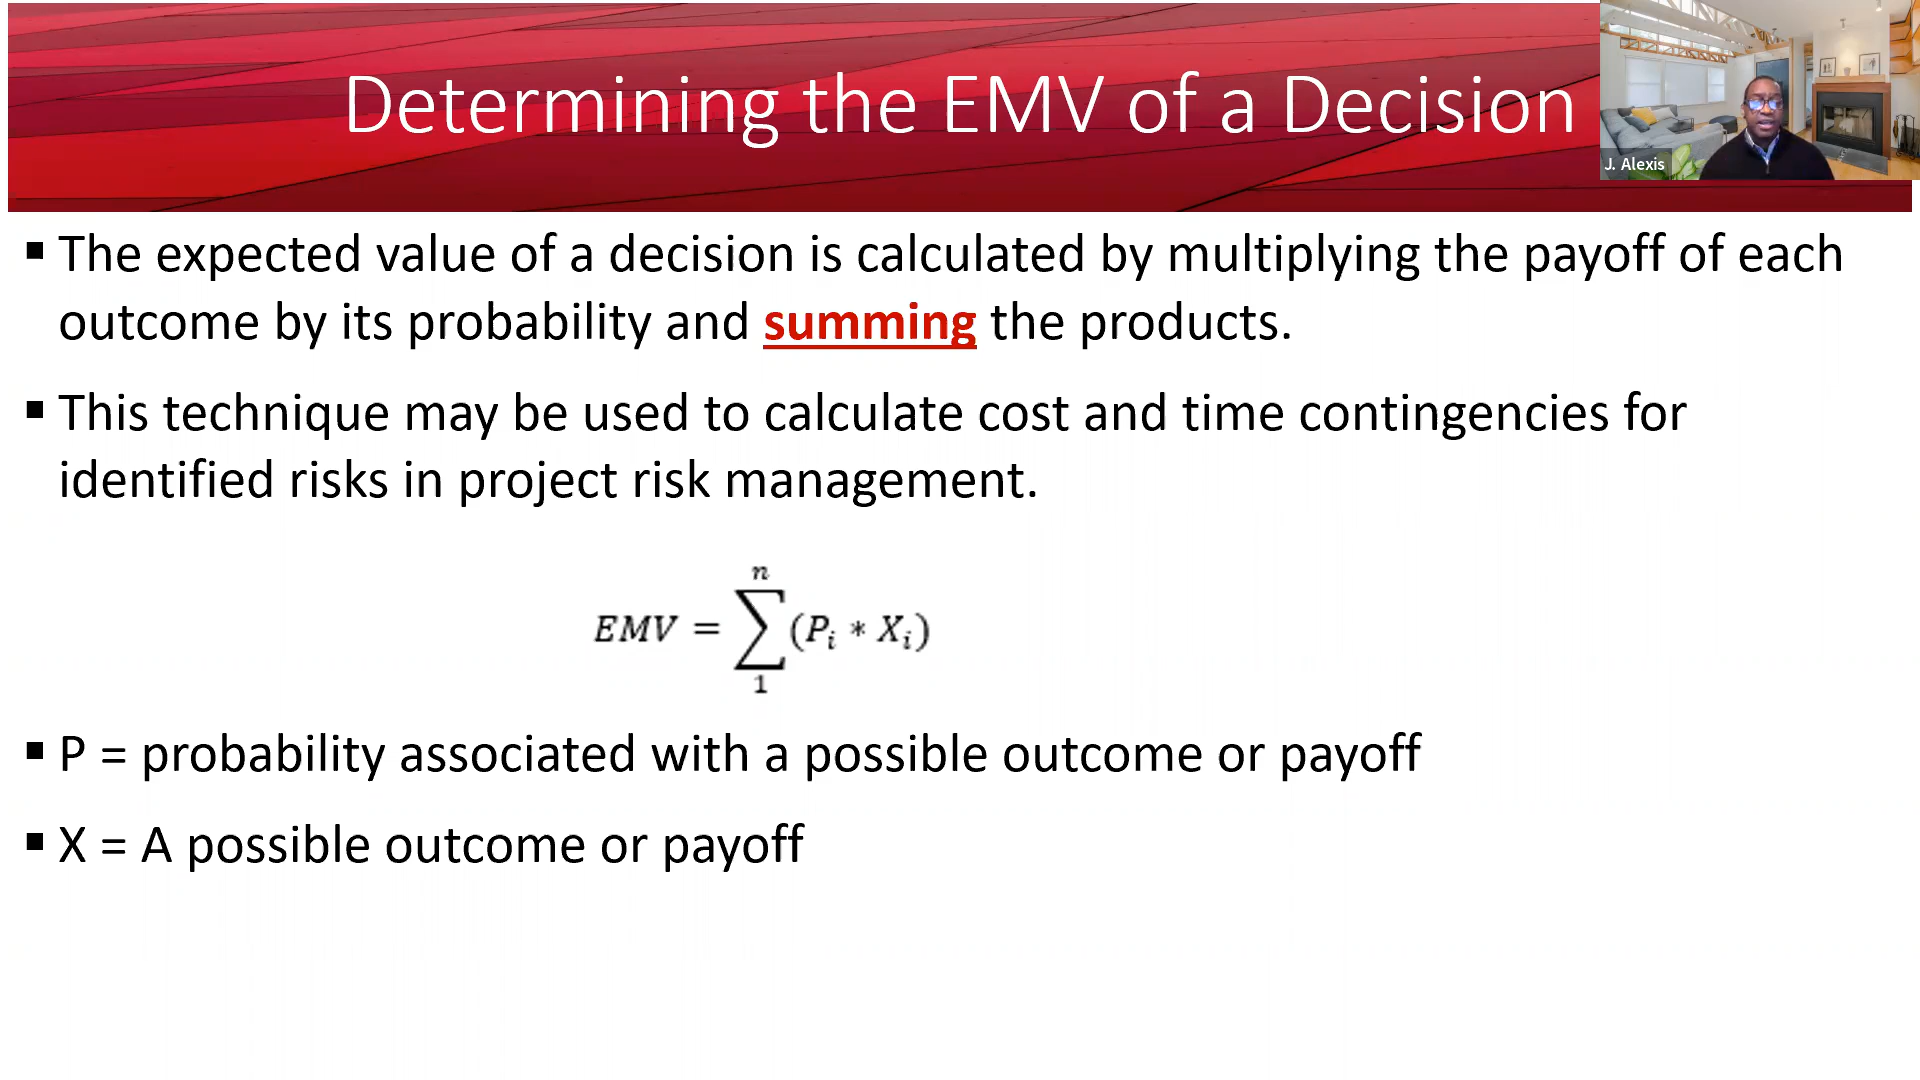 Determining the EMV of a Decision
J. Alexis
▪ The expected value of a decision is calculated by multiplying the payoff of each
outcome by its probability and summing the products.
▪ This technique may be used to calculate cost and time contingencies for
identified risks in project risk management.
n
EMV = ∑ (Pᵢ * Xᵢ)
1
▪ P = probability associated with a possible outcome or payoff
▪ X = A possible outcome or payoff